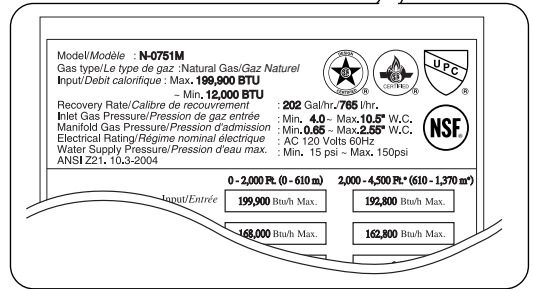 Model/Modèle : N-0751M
Gas type/Le type de gaz :Natural Gas/Gaz Naturel
Input/Debit calorifique : Max. 199,900 BTU
~ Min. 12,000 BTU
Recovery Rate/Calibre de recouvrement : 202 Gal/hr./765 l/hr.
Inlet Gas Pressure/Pression de gaz entrée : Min. 4.0~ Max.10.5" W.C.
Manifold Gas Pressure/Pression d'admission : Min.0.65 ~ Max.2.55" W.C.
Electrical Rating/Régime nominal électrique : AC 120 Volts 60Hz
Water Supply Pressure/Pression d'eau max. : Min. 15 psi ~ Max. 150psi
ANSI Z21. 10.3-2004
DESIGN CERTIFIED ®
CERTIFIED ®
UPC ®
NSF®
0 - 2,000 Ft. (0 - 610 m) 2,000 - 4,500 Ft.* (610 - 1,370 m*)
Input/Entrée 199,900 Btu/h Max. 192,800 Btu/h Max.
168,000 Btu/h Max. 162,800 Btu/h Max.